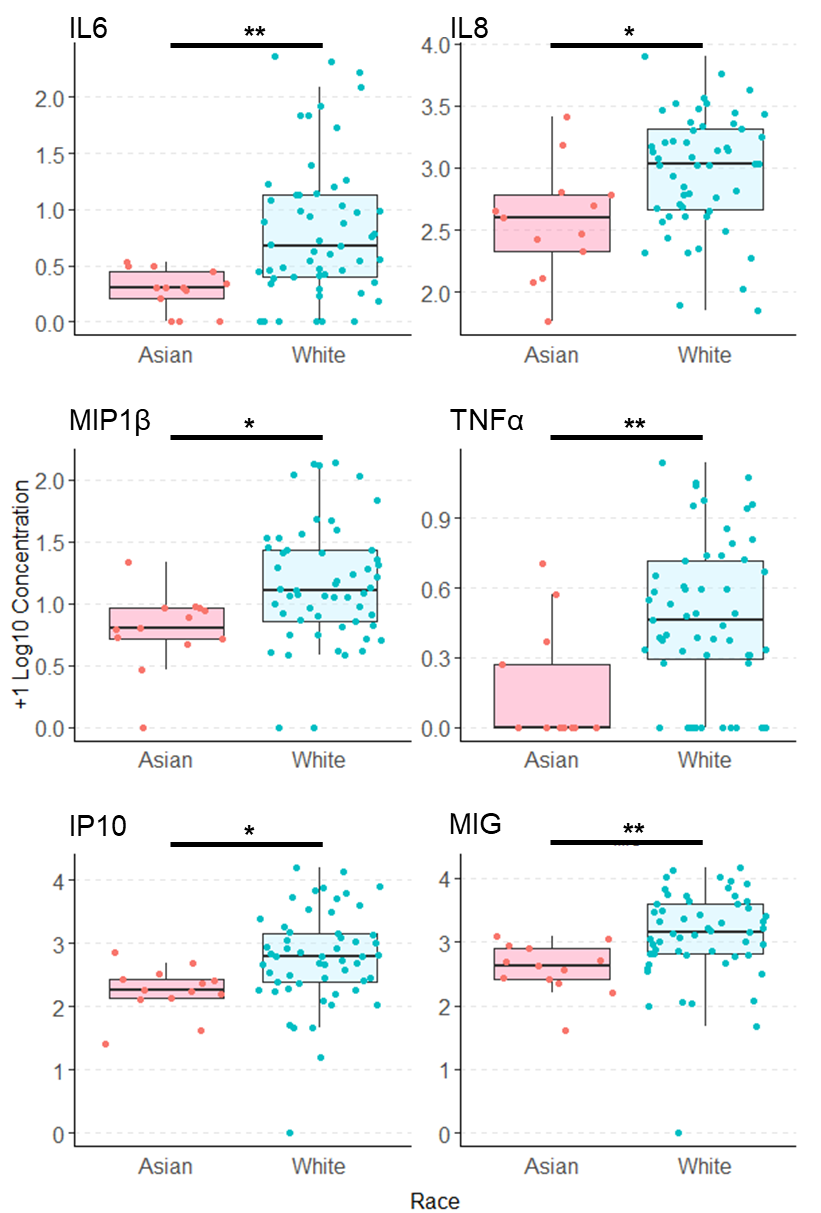 IL6
**
2.0
1.5
1.0
0.5
0.0
Asian
White
IL8
*
4.0
3.5
3.0
2.5
2.0
Asian
White
MIP1β
*
2.0
1.5
1.0
0.5
0.0
Asian
White
TNFα
**
0.9
0.6
0.3
0.0
Asian
White
+1 Log10 Concentration
IP10
*
4
3
2
1
0
Asian
White
MIG
**
4
3
2
1
0
Asian
White
Race